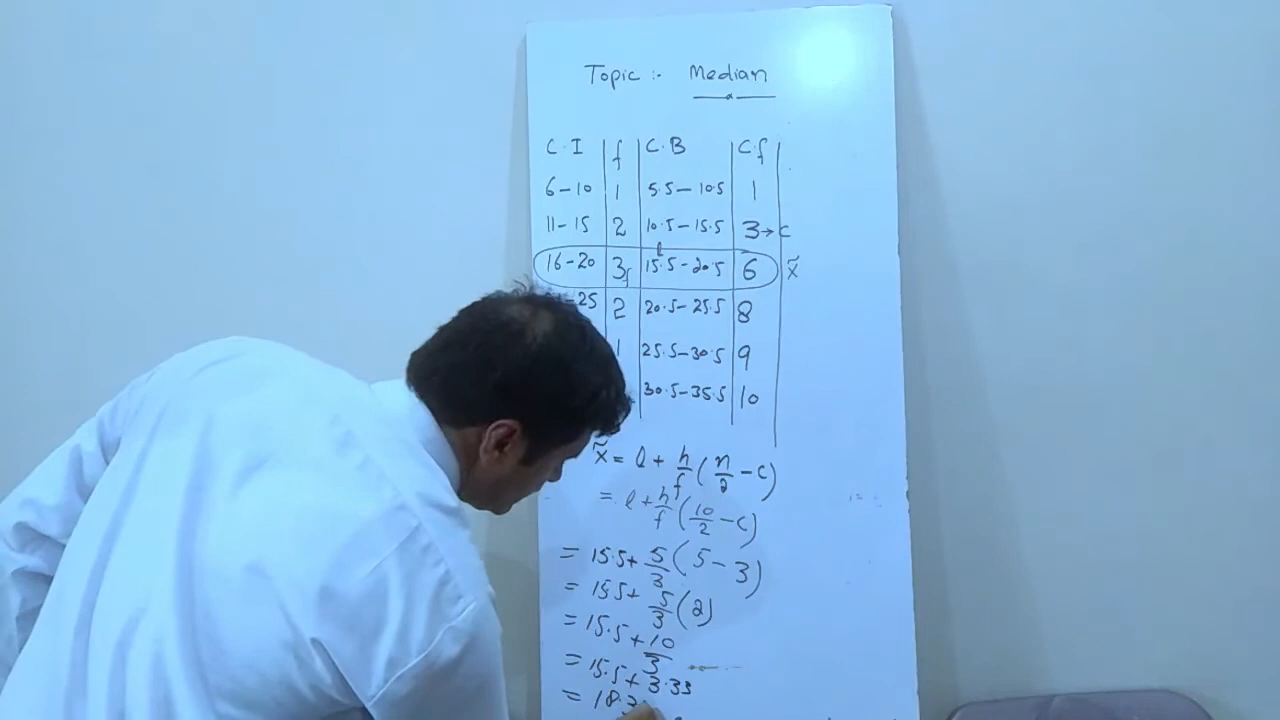 Topic :- Median
C.I f C.B C.f
6-10 1 5.5-10.5 1
11-15 2 10.5-15.5 3→C
l
16-20 3 f 15.5-20.5 6 x̃
-25 2 20.5-25.5 8
1 25.5-30.5 9
30.5-35.5 10
x̃ = l + h/f (n/2 - C)
= l + h/f (10/2 - C)
= 15.5 + 5/3 (5 - 3)
= 15.5 + 5/3 (2)
= 15.5 + 10/3
= 15.5 + 3.33